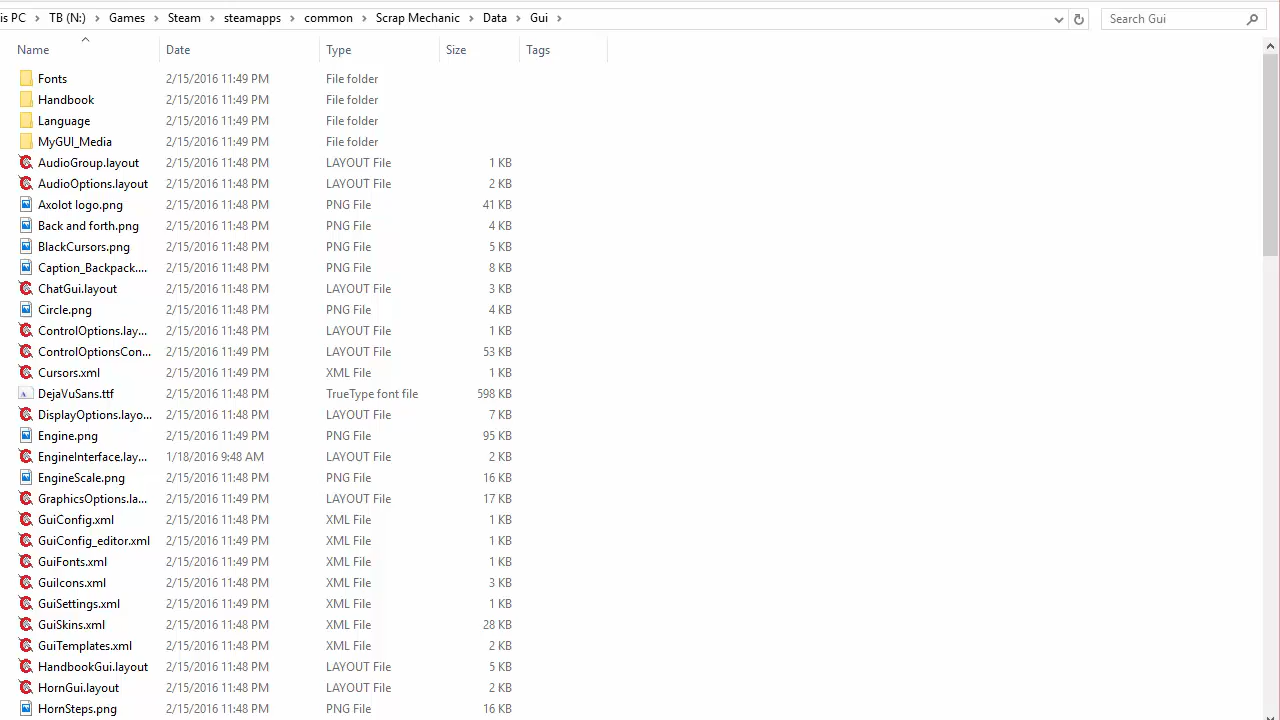 is PC > TB (N:) > Games > Steam > steamapps > common > Scrap Mechanic > Data > Gui > Search Gui
Name Date Type Size Tags
Fonts 2/15/2016 11:49 PM File folder
Handbook 2/15/2016 11:49 PM File folder
Language 2/15/2016 11:49 PM File folder
MyGUI_Media 2/15/2016 11:49 PM File folder
AudioGroup.layout 2/15/2016 11:48 PM LAYOUT File 1 KB
AudioOptions.layout 2/15/2016 11:48 PM LAYOUT File 2 KB
Axolot logo.png 2/15/2016 11:48 PM PNG File 41 KB
Back and forth.png 2/15/2016 11:48 PM PNG File 4 KB
BlackCursors.png 2/15/2016 11:48 PM PNG File 5 KB
Caption_Backpack.... 2/15/2016 11:48 PM PNG File 8 KB
ChatGui.layout 2/15/2016 11:48 PM LAYOUT File 3 KB
Circle.png 2/15/2016 11:48 PM PNG File 4 KB
ControlOptions.lay... 2/15/2016 11:48 PM LAYOUT File 1 KB
ControlOptionsCon... 2/15/2016 11:49 PM LAYOUT File 53 KB
Cursors.xml 2/15/2016 11:49 PM XML File 1 KB
DejaVuSans.ttf 2/15/2016 11:48 PM TrueType font file 598 KB
DisplayOptions.layo... 2/15/2016 11:48 PM LAYOUT File 7 KB
Engine.png 2/15/2016 11:49 PM PNG File 95 KB
EngineInterface.lay... 1/18/2016 9:48 AM LAYOUT File 2 KB
EngineScale.png 2/15/2016 11:48 PM PNG File 16 KB
GraphicsOptions.la... 2/15/2016 11:49 PM LAYOUT File 17 KB
GuiConfig.xml 2/15/2016 11:48 PM XML File 1 KB
GuiConfig_editor.xml 2/15/2016 11:49 PM XML File 1 KB
GuiFonts.xml 2/15/2016 11:49 PM XML File 1 KB
GuiIcons.xml 2/15/2016 11:48 PM XML File 3 KB
GuiSettings.xml 2/15/2016 11:49 PM XML File 1 KB
GuiSkins.xml 2/15/2016 11:48 PM XML File 28 KB
GuiTemplates.xml 2/15/2016 11:48 PM XML File 2 KB
HandbookGui.layout 2/15/2016 11:48 PM LAYOUT File 5 KB
HornGui.layout 2/15/2016 11:48 PM LAYOUT File 2 KB
HornSteps.png 2/15/2016 11:48 PM PNG File 16 KB